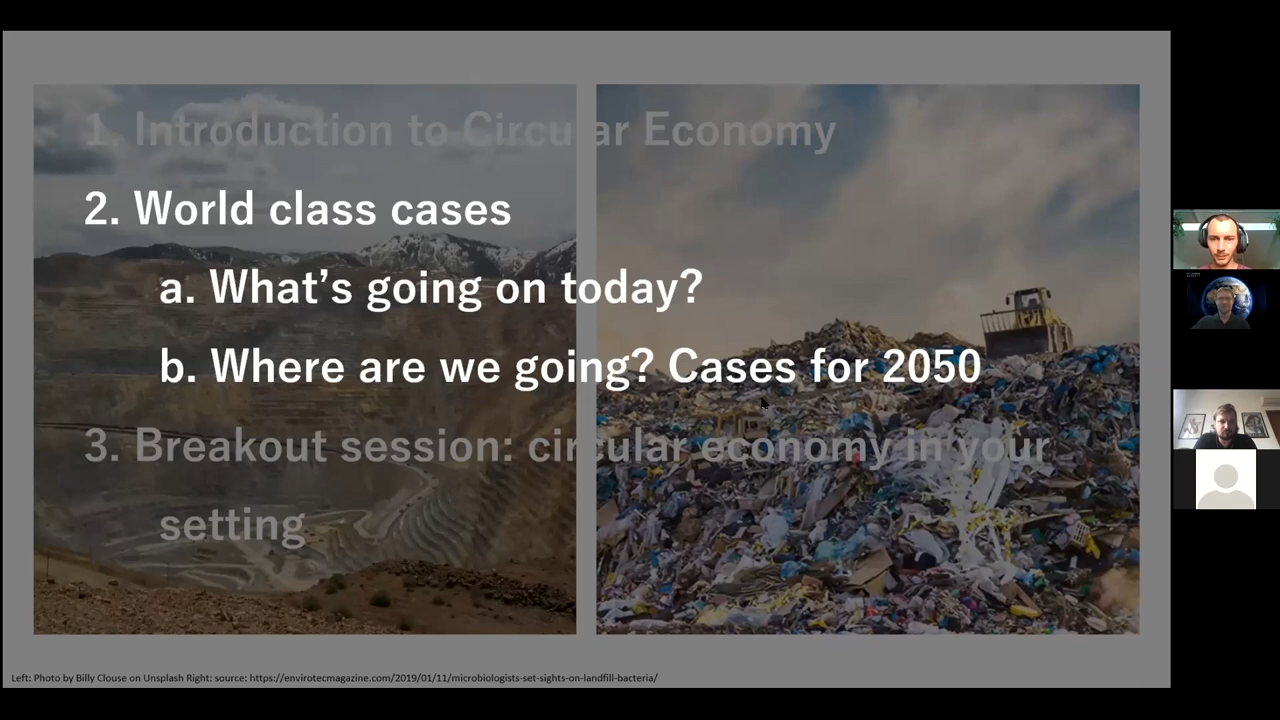 1. Introduction to Circular Economy
2. World class cases
a. What’s going on today?
b. Where are we going? Cases for 2050
3. Breakout session: circular economy in your
setting
Left: Photo by Billy Clouse on Unsplash Right: source: https://envirotecmagazine.com/2019/01/11/microbiologists-set-sights-on-landfill-bacteria/